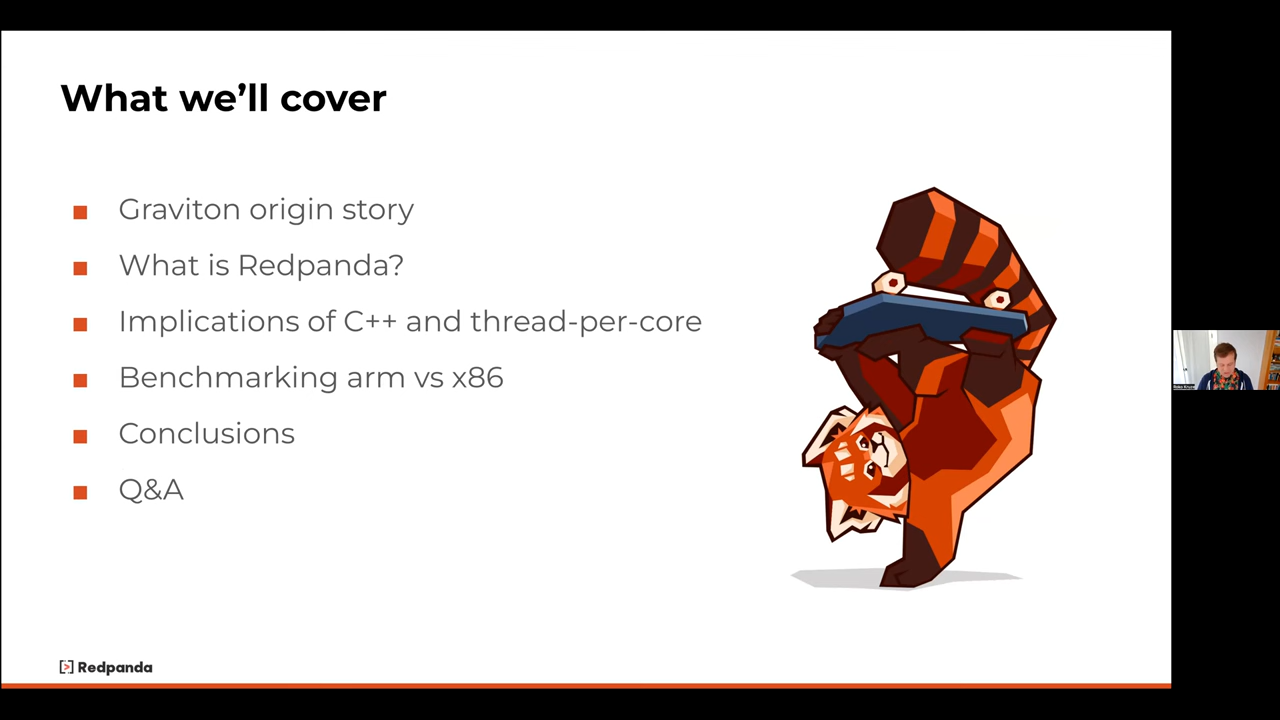 What we'll cover
Graviton origin story
What is Redpanda?
Implications of C++ and thread-per-core
Benchmarking arm vs x86
Conclusions
Q&A
Redpanda